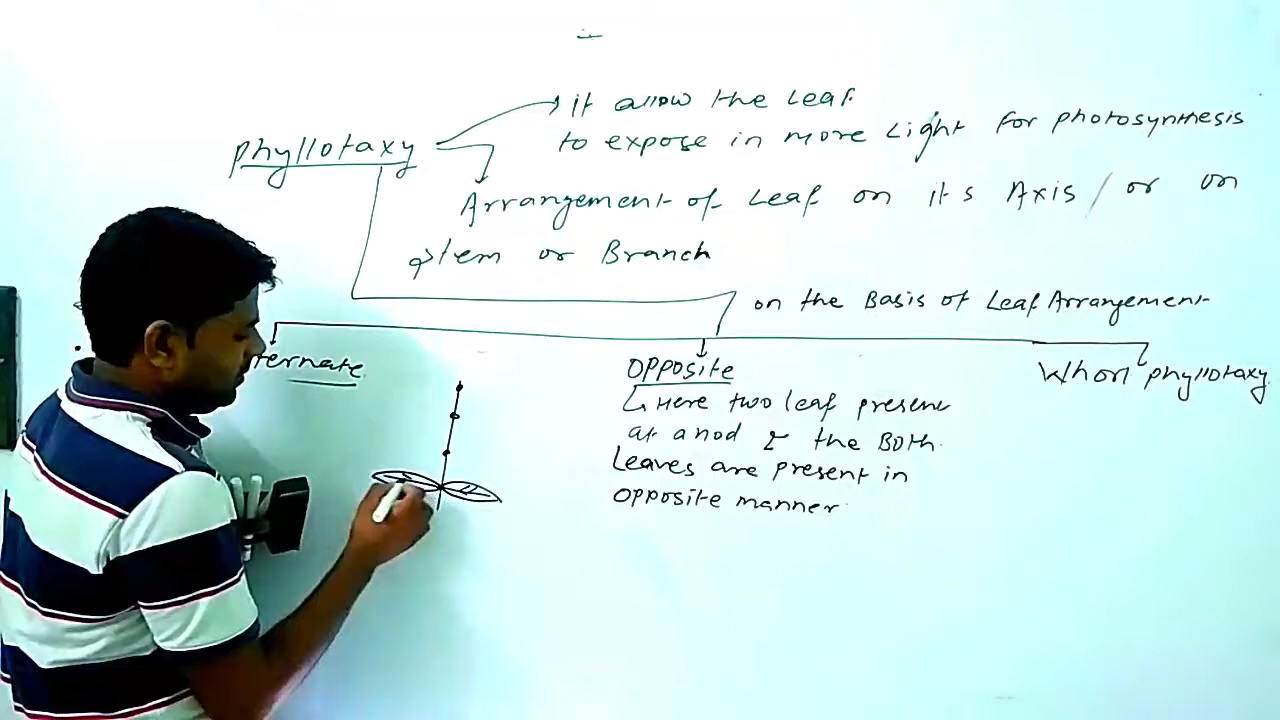 it allow the Leaf
phyllotaxy to expose in more Light for photosynthesis
Arrangement of Leaf on its Axis / or on
stem or Branch
on the Basis of Leaf Arrangement
ternate
opposite
Whorl phyllotaxy
Here two leaf present
at a nod & the Both.
Leaves are present in
opposite manner.